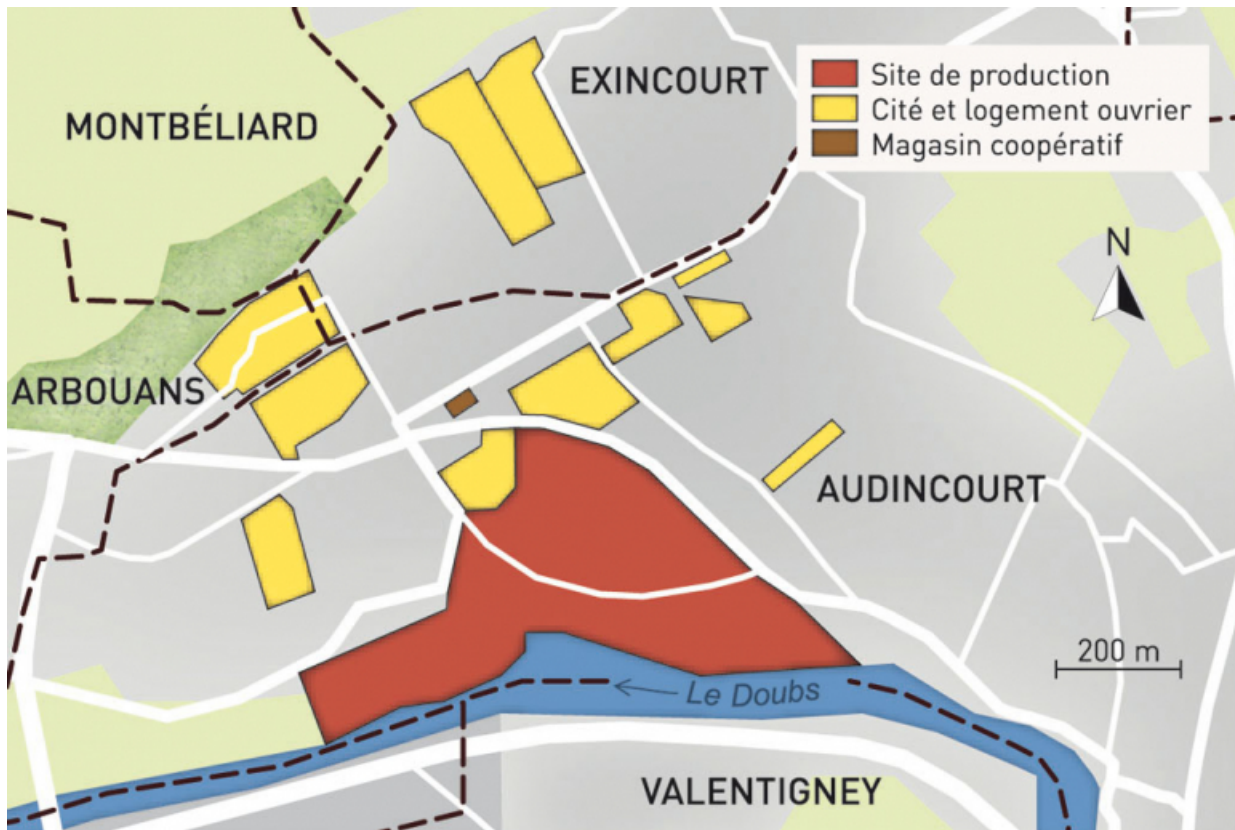 EXINCOURT
Site de production
Cité et logement ouvrier
Magasin coopératif
MONTBÉLIARD
N
ARBOUANS
AUDINCOURT
200 m
Le Doubs
VALENTIGNEY